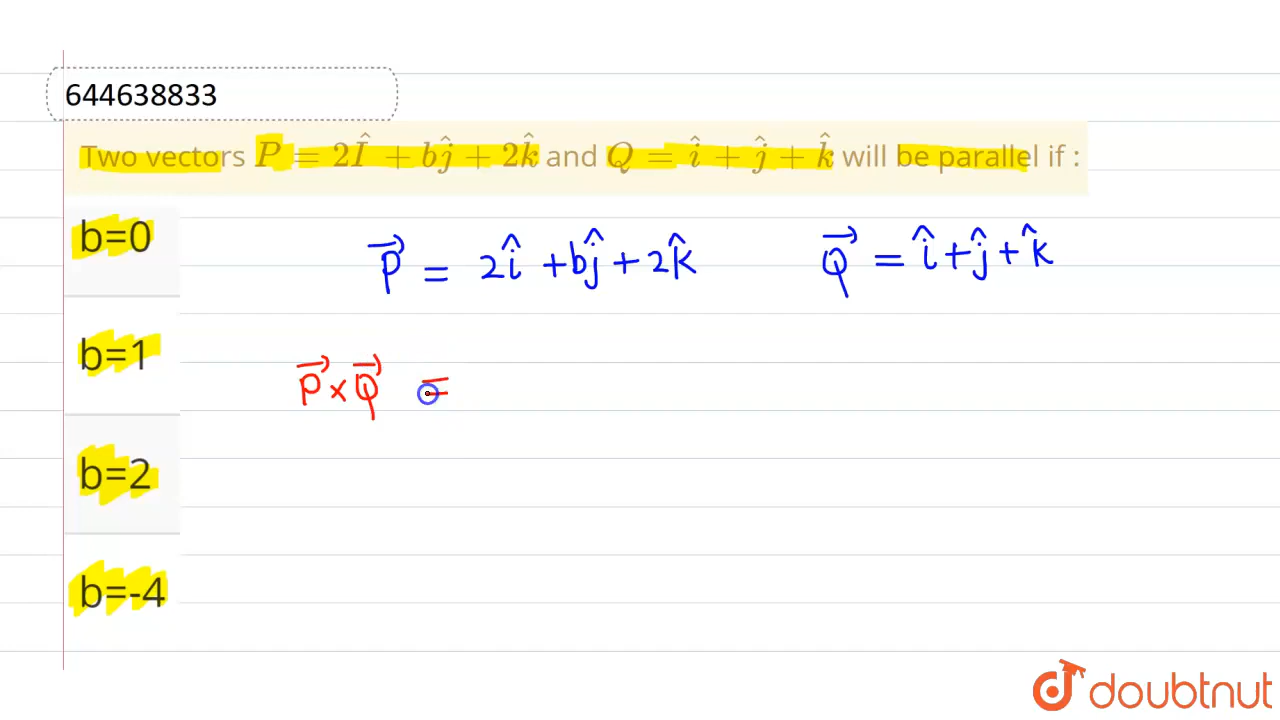 644638833
Two vectors P = 2Î + bĵ + 2k̂ and Q = î + ĵ + k̂ will be parallel if :
b=0
P⃗ = 2î + bĵ + 2k̂ Q⃗ = î + ĵ + k̂
b=1
P⃗ × Q⃗ =
b=2
b=-4
doubtnut